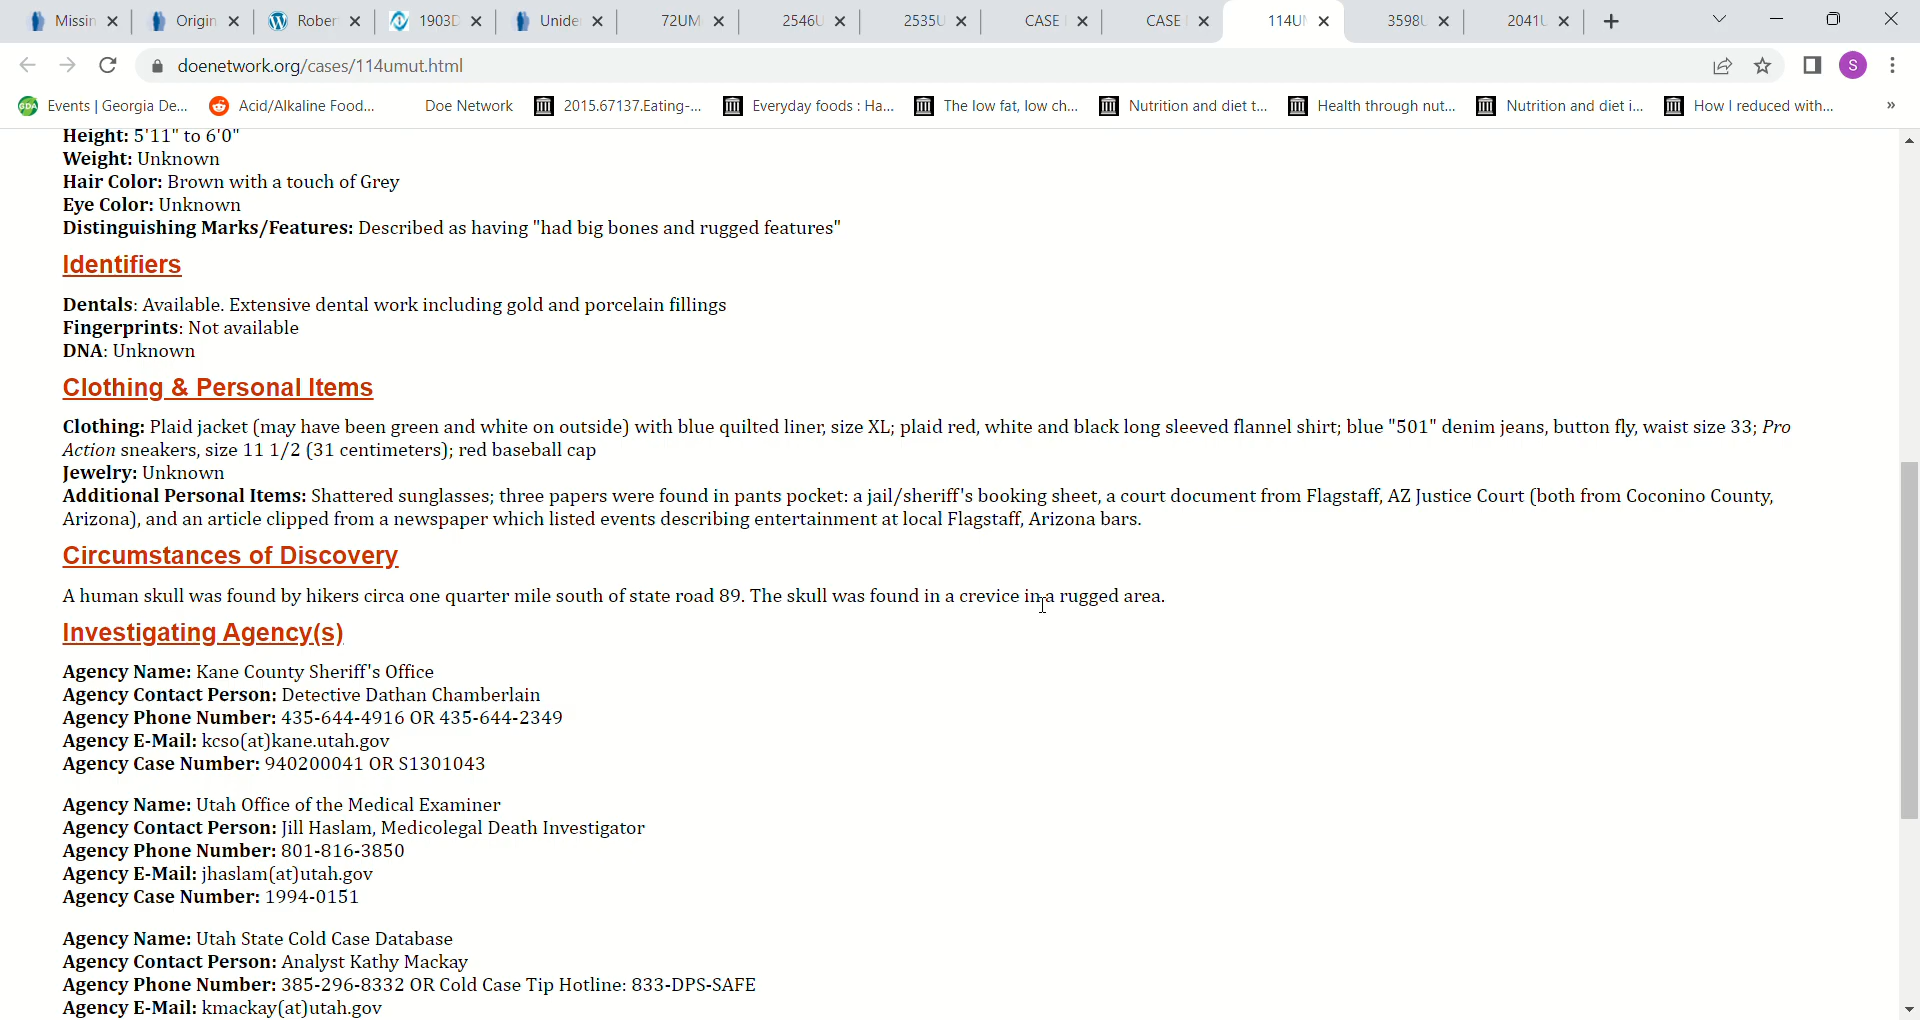 Missin
Origin
Rober
1903D
Unide
72UM
2546U
2535U
CASE
CASE
114UM
3598U
2041U
doenetwork.org/cases/114umut.html
S
Events | Georgia De...
Acid/Alkaline Food...
Doe Network
2015.67137.Eating-...
Everyday foods : Ha...
The low fat, low ch...
Nutrition and diet t...
Health through nut...
Nutrition and diet i...
How I reduced with...
»
Height: 5'11" to 6'0"
Weight: Unknown
Hair Color: Brown with a touch of Grey
Eye Color: Unknown
Distinguishing Marks/Features: Described as having "had big bones and rugged features"
Identifiers
Dentals: Available. Extensive dental work including gold and porcelain fillings
Fingerprints: Not available
DNA: Unknown
Clothing & Personal Items
Clothing: Plaid jacket (may have been green and white on outside) with blue quilted liner, size XL; plaid red, white and black long sleeved flannel shirt; blue "501" denim jeans, button fly, waist size 33; Pro
Action sneakers, size 11 1/2 (31 centimeters); red baseball cap
Jewelry: Unknown
Additional Personal Items: Shattered sunglasses; three papers were found in pants pocket: a jail/sheriff's booking sheet, a court document from Flagstaff, AZ Justice Court (both from Coconino County,
Arizona), and an article clipped from a newspaper which listed events describing entertainment at local Flagstaff, Arizona bars.
Circumstances of Discovery
A human skull was found by hikers circa one quarter mile south of state road 89. The skull was found in a crevice in a rugged area.
Investigating Agency(s)
Agency Name: Kane County Sheriff's Office
Agency Contact Person: Detective Dathan Chamberlain
Agency Phone Number: 435-644-4916 OR 435-644-2349
Agency E-Mail: kcso(at)kane.utah.gov
Agency Case Number: 940200041 OR S1301043
Agency Name: Utah Office of the Medical Examiner
Agency Contact Person: Jill Haslam, Medicolegal Death Investigator
Agency Phone Number: 801-816-3850
Agency E-Mail: jhaslam(at)utah.gov
Agency Case Number: 1994-0151
Agency Name: Utah State Cold Case Database
Agency Contact Person: Analyst Kathy Mackay
Agency Phone Number: 385-296-8332 OR Cold Case Tip Hotline: 833-DPS-SAFE
Agency E-Mail: kmackay(at)utah.gov